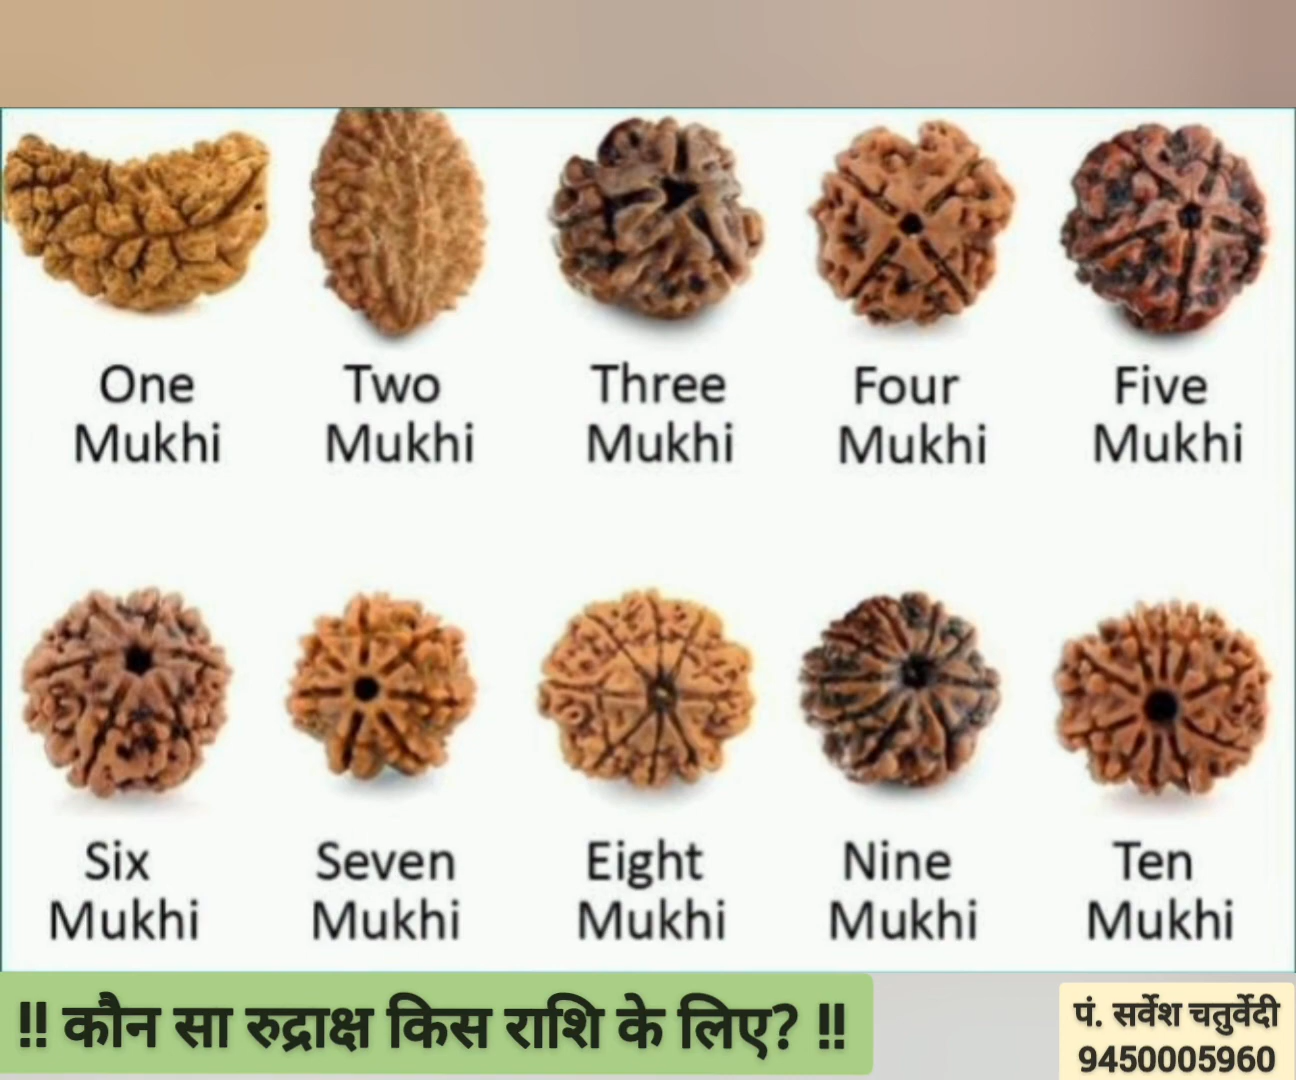 One
Mukhi
Two
Mukhi
Three
Mukhi
Four
Mukhi
Five
Mukhi
Six
Mukhi
Seven
Mukhi
Eight
Mukhi
Nine
Mukhi
Ten
Mukhi
!! कौन सा रुद्राक्ष किस राशि के लिए? !!
पं. सर्वेश चतुर्वेदी
9450005960